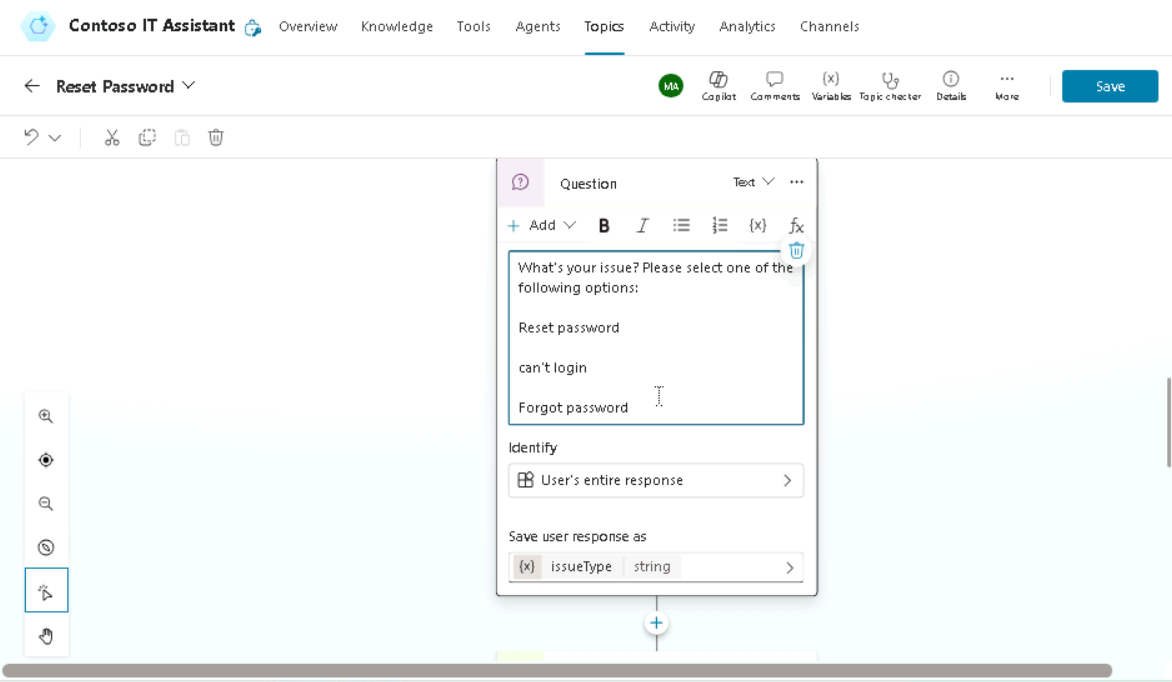 Contoso IT Assistant
Overview
Knowledge
Tools
Agents
Topics
Activity
Analytics
Channels
Reset Password
MA
Copilot
Comments
{x}
Variables
Topic checker
Details
More
Save
Question
Text
Add
B
I
{x}
fx
What's your issue? Please select one of the
following options:
Reset password
can't login
Forgot password
Identify
User's entire response
Save user response as
{x} issueType string